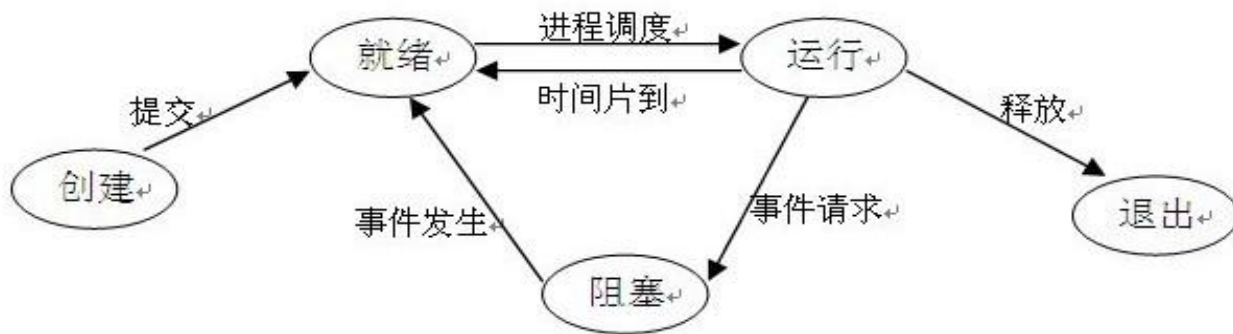 进程调度
就绪
运行
时间片到
提交
释放
创建
事件发生
事件请求
退出
阻塞